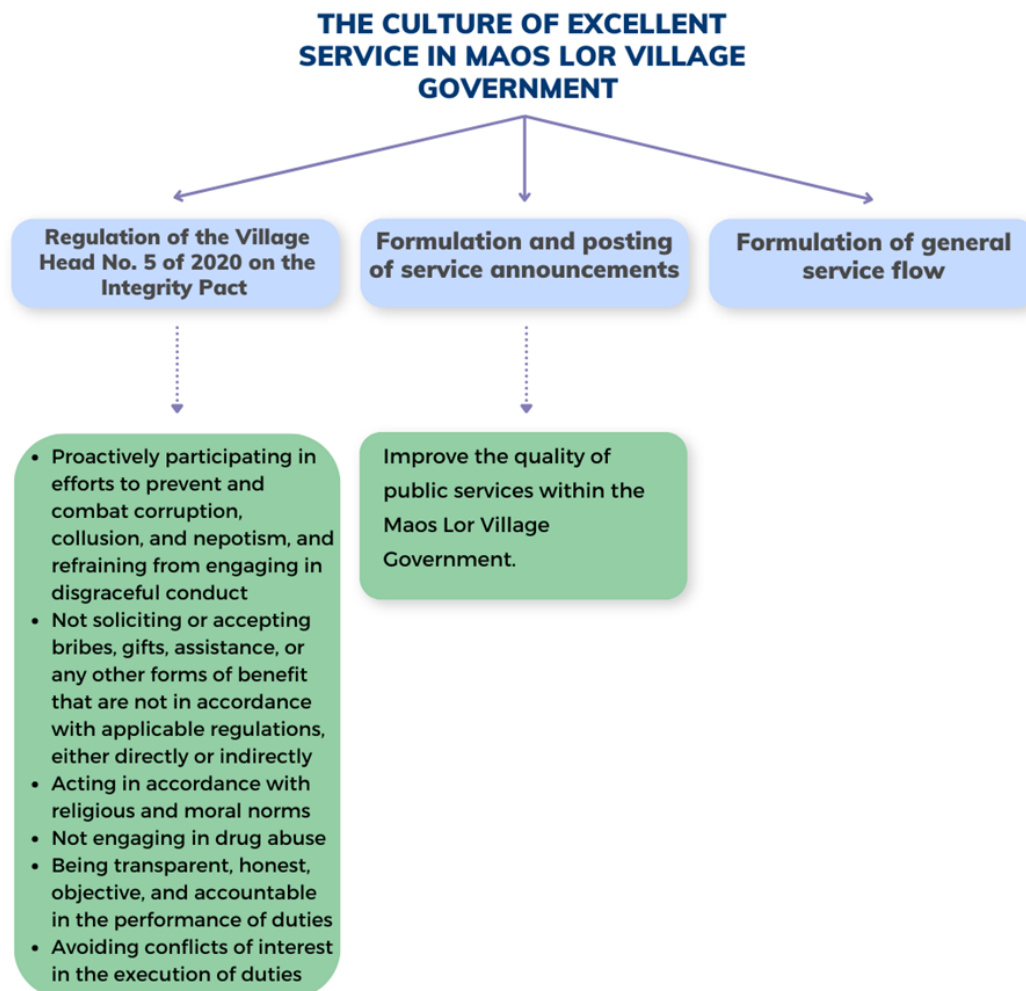 THE CULTURE OF EXCELLENT
SERVICE IN MAOS LOR VILLAGE
GOVERNMENT
Regulation of the Village
Head No. 5 of 2020 on the
Integrity Pact
Formulation and posting
of service announcements
Formulation of general
service flow
• Proactively participating in
efforts to prevent and
combat corruption,
collusion, and nepotism, and
refraining from engaging in
disgraceful conduct
• Not soliciting or accepting
bribes, gifts, assistance, or
any other forms of benefit
that are not in accordance
with applicable regulations,
either directly or indirectly
• Acting in accordance with
religious and moral norms
• Not engaging in drug abuse
• Being transparent, honest,
objective, and accountable
in the performance of duties
• Avoiding conflicts of interest
in the execution of duties
Improve the quality of
public services within the
Maos Lor Village
Government.